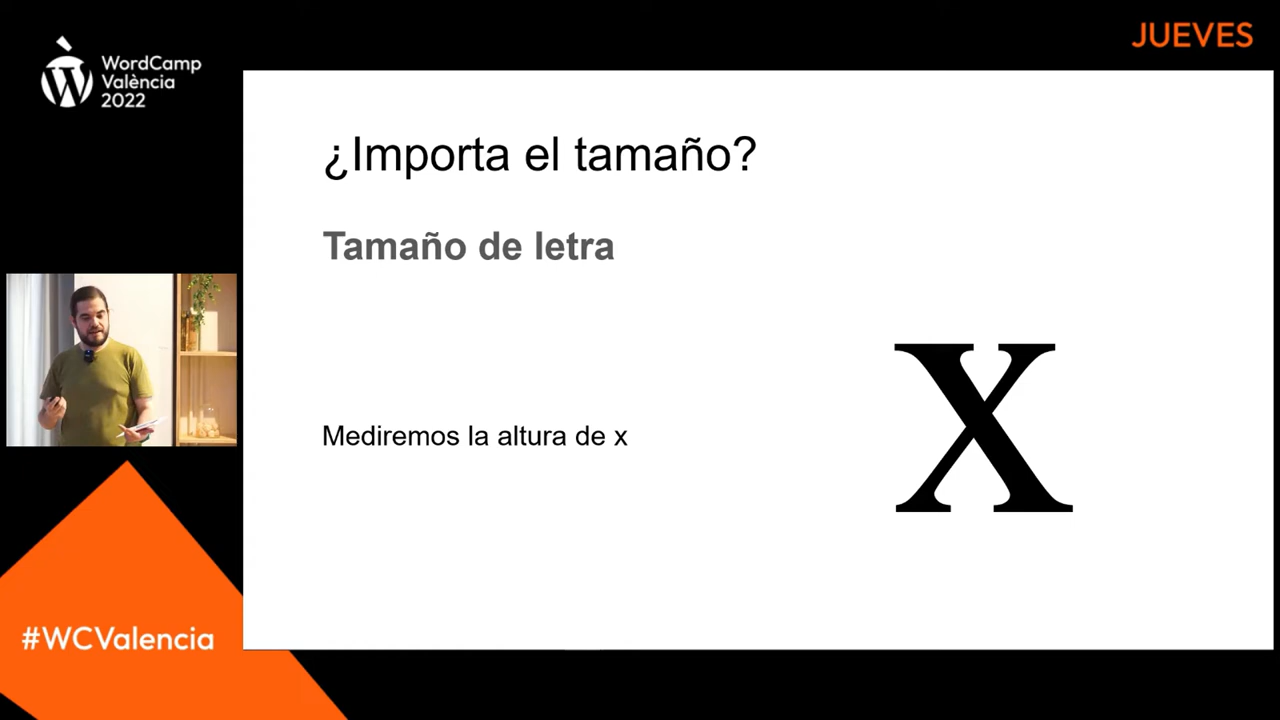 JUEVES
WordCamp
València
2022
¿Importa el tamaño?
Tamaño de letra
Mediremos la altura de x
x
#WCValencia